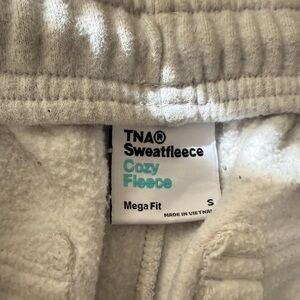 TNA®
Sweatfleece
Cozy
Fleece
Mega Fit S
MADE IN VIETNAM